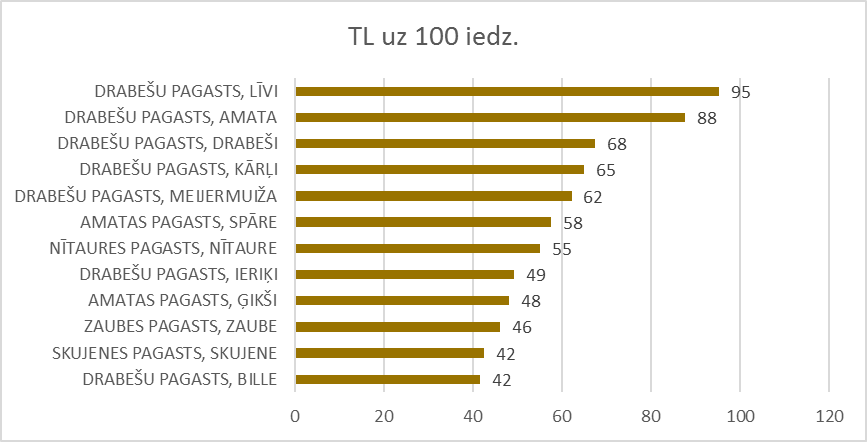 TL uz 100 iedz.
DRABEŠU PAGASTS, LĪVI 95
DRABEŠU PAGASTS, AMATA 88
DRABEŠU PAGASTS, DRABEŠI 68
DRABEŠU PAGASTS, KĀRĻI 65
DRABEŠU PAGASTS, MEIJERMUIŽA 62
AMATAS PAGASTS, SPĀRE 58
NĪTAURES PAGASTS, NĪTAURE 55
DRABEŠU PAGASTS, IERIĶI 49
AMATAS PAGASTS, ĢIKŠI 48
ZAUBES PAGASTS, ZAUBE 46
SKUJENES PAGASTS, SKUJENE 42
DRABEŠU PAGASTS, BILLE 42
0 20 40 60 80 100 120